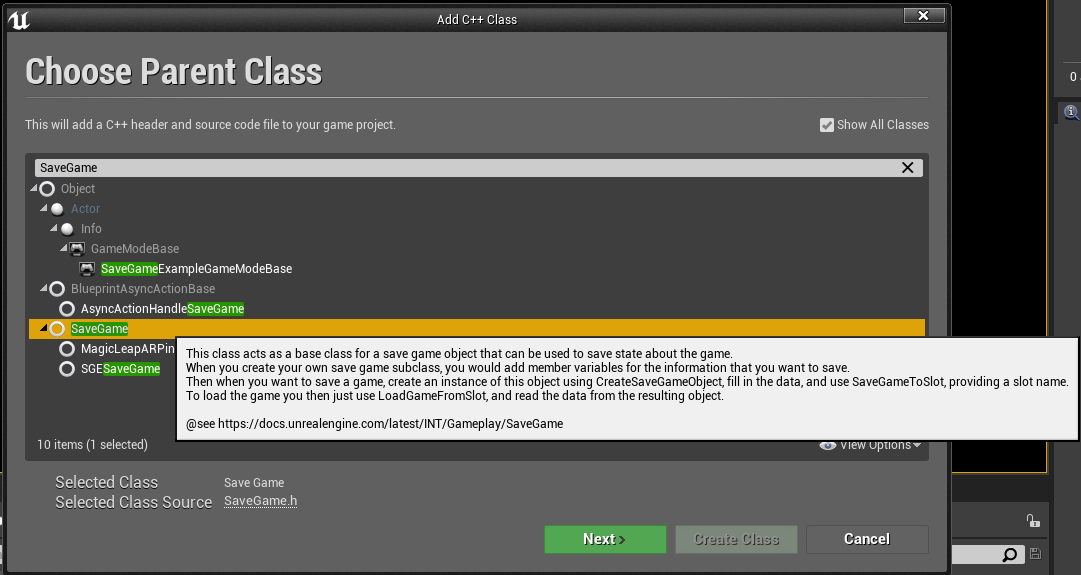 Add C++ Class
Choose Parent Class
This will add a C++ header and source code file to your game project.
Show All Classes
SaveGame
Object
Actor
Info
GameModeBase
SaveGameExampleGameModeBase
BlueprintAsyncActionBase
AsyncActionHandleSaveGame
SaveGame
MagicLeapARPin
SGESaveGame
This class acts as a base class for a save game object that can be used to save state about the game.
When you create your own save game subclass, you would add member variables for the information that you want to save.
Then when you want to save a game, create an instance of this object using CreateSaveGameObject, fill in the data, and use SaveGameToSlot, providing a slot name.
To load the game you then just use LoadGameFromSlot, and read the data from the resulting object.
@see https://docs.unrealengine.com/latest/INT/Gameplay/SaveGame
10 items (1 selected)
View Options
Selected Class
Save Game
Selected Class Source
SaveGame.h
Next
Create Class
Cancel
0